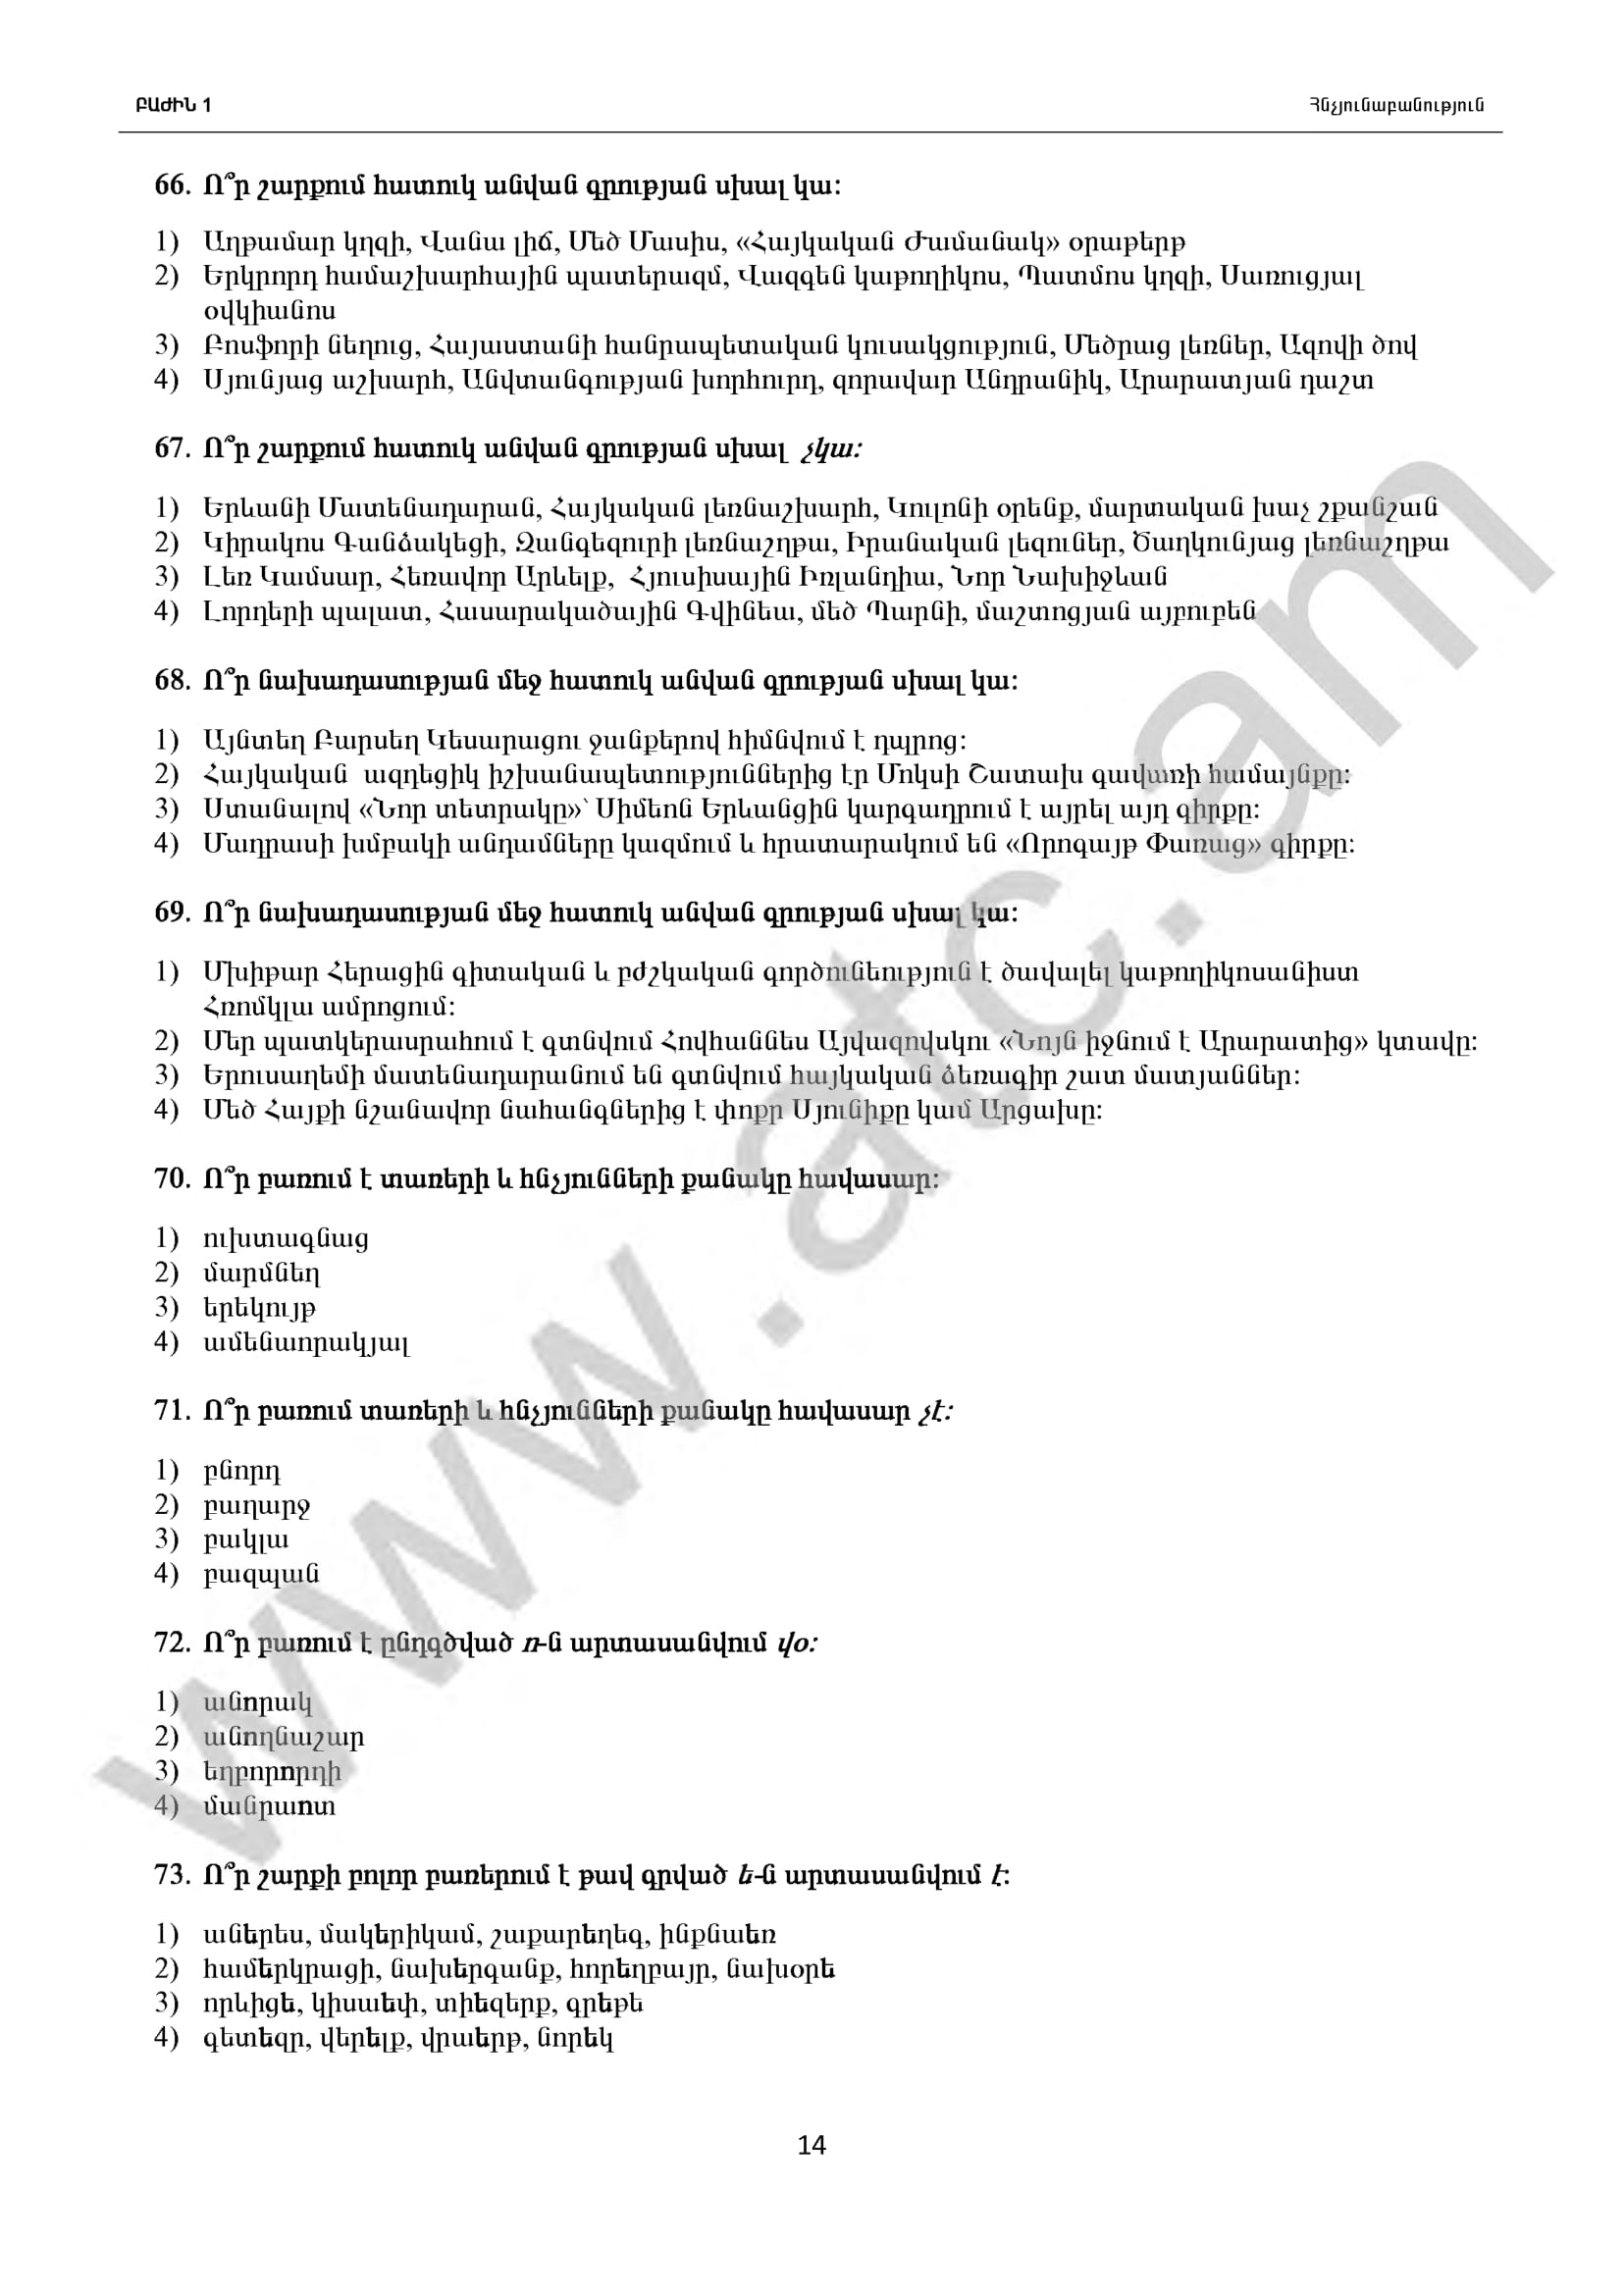 ԲԱԺԻՆ 1 Հնչյունաբանություն
66. Ո՞ր շարքում հատուկ անվան գրության սխալ կա:
1) Աղթամար կղզի, Վանա լիճ, Մեծ Մասիս, «Հայկական Ժամանակ» օրաթերթ
2) Երկրորդ համաշխարհային պատերազմ, Վազգեն կաթողիկոս, Պատմոս կղզի, Սառուցյալ
օվկիանոս
3) Բոսֆորի նեղուց, Հայաստանի հանրապետական կուսակցություն, Մեծրաց լեռներ, Ազովի ծով
4) Սյունյաց աշխարհ, Անվտանգության խորհուրդ, զորավար Անդրանիկ, Արարատյան դաշտ
67. Ո՞ր շարքում հատուկ անվան գրության սխալ չկա:
1) Երևանի Մատենադարան, Հայկական լեռնաշխարհ, Կուլոնի օրենք, մարտական խաչ շքանշան
2) Կիրակոս Գանձակեցի, Զանգեզուրի լեռնաշղթա, Իրանական լեզուներ, Ծաղկունյաց լեռնաշղթա
3) Լեռ Կամսար, Հեռավոր Արևելք, Հյուսիսային Իռլանդիա, Նոր Նախիջևան
4) Լորդերի պալատ, Հասարակածային Գվինեա, մեծ Պարնի, մաշտոցյան այբուբեն
68. Ո՞ր նախադասության մեջ հատուկ անվան գրության սխալ կա:
1) Այնտեղ Բարսեղ Կեսարացու ջանքերով հիմնվում է դպրոց:
2) Հայկական ազդեցիկ իշխանապետություններից էր Մոկսի Շատախ գավառի համայնքը:
3) Ստանալով «Նոր տետրակը»՝ Սիմեոն Երևանցին կարգադրում է այրել այդ գիրքը:
4) Մադրասի խմբակի անդամները կազմում և հրատարակում են «Որոգայթ Փառաց» գիրքը:
69. Ո՞ր նախադասության մեջ հատուկ անվան գրության սխալ կա:
1) Մխիթար Հերացին գիտական և բժշկական գործունեություն է ծավալել կաթողիկոսանիստ
Հռոմկլա ամրոցում:
2) Մեր պատկերասրահում է գտնվում Հովհաննես Այվազովսկու «Նոյն իջնում է Արարատից» կտավը:
3) Երուսաղեմի մատենադարանում են գտնվում հայկական ձեռագիր շատ մատյաններ:
4) Մեծ Հայքի նշանավոր նահանգներից է փոքր Սյունիքը կամ Արցախը:
70. Ո՞ր բառում է տառերի և հնչյունների քանակը հավասար:
1) ուխտագնաց
2) մարմնեղ
3) երեկույթ
4) ամենաորակյալ
71. Ո՞ր բառում տառերի և հնչյունների քանակը հավասար չէ:
1) բնորդ
2) բաղարջ
3) բակլա
4) բազպան
72. Ո՞ր բառում է ընդգծված ո-ն արտասանվում վօ:
1) անորակ
2) անողնաշար
3) եղբորորդի
4) մանրաոտ
73. Ո՞ր շարքի բոլոր բառերում է թավ գրված ե-ն արտասանվում է:
1) աներես, մակերիկամ, շաքարեղեգ, ինքնաեռ
2) համերկրացի, նախերգանք, հորեղբայր, նախօրե
3) որևիցե, կիսաեփ, տիեզերք, գրեթե
4) գետեզր, վերելք, վրաերթ, նորեկ
14
www.atc.am